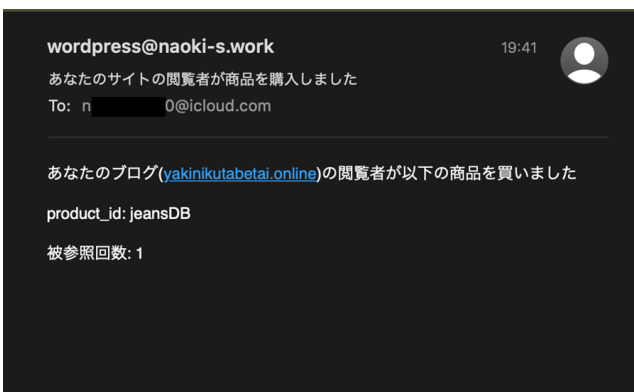 wordpress@naoki-s.work
19:41
あなたのサイトの閲覧者が商品を購入しました
To: n 0@icloud.com
あなたのブログ(yakinikutabetai.online)の閲覧者が以下の商品を買いました
product_id: jeansDB
被参照回数: 1